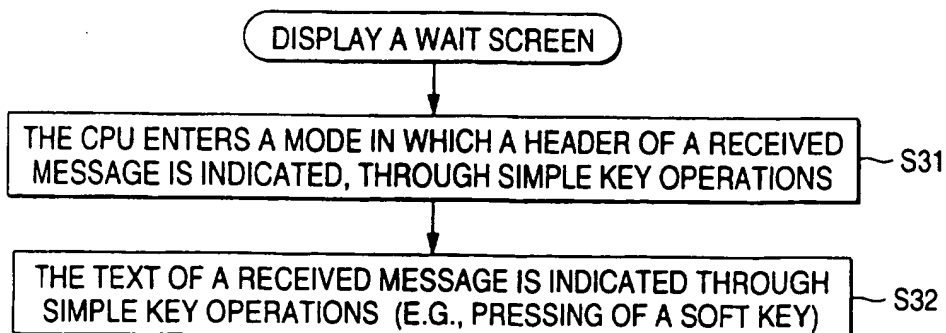 DISPLAY A WAIT SCREEN
THE CPU ENTERS A MODE IN WHICH A HEADER OF A RECEIVED
MESSAGE IS INDICATED, THROUGH SIMPLE KEY OPERATIONS
S31
THE TEXT OF A RECEIVED MESSAGE IS INDICATED THROUGH
SIMPLE KEY OPERATIONS (E.G., PRESSING OF A SOFT KEY)
S32